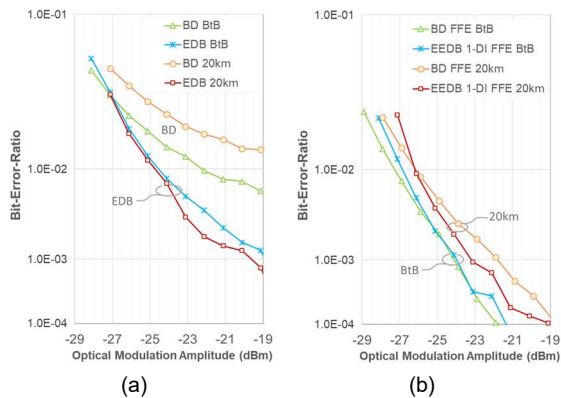 1.0E-01
1.0E-02
1.0E-03
1.0E-04
Bit-Error-Ratio
BD BtB
EDB BtB
BD 20km
EDB 20km
BD
EDB
-29 -27 -25 -23 -21 -19
Optical Modulation Amplitude (dBm)
(a)
1.0E-01
1.0E-02
1.0E-03
1.0E-04
Bit-Error-Ratio
BD FFE BtB
EEDB 1-DI FFE BtB
BD FFE 20km
EEDB 1-DI FFE 20km
20km
BtB
-29 -27 -25 -23 -21 -19
Optical Modulation Amplitude (dBm)
(b)